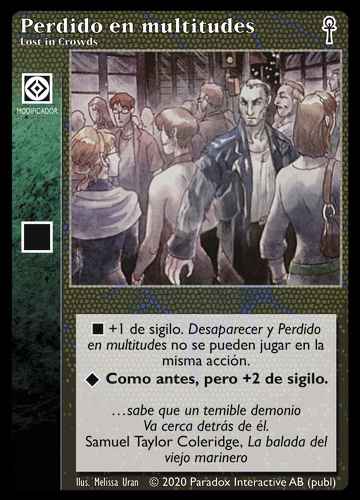 Perdido en multitudes
Lost in Crowds
MODIFICADOR
+1 de sigilo. Desaparecer y Perdido
en multitudes no se pueden jugar en la
misma acción.
Como antes, pero +2 de sigilo.
…sabe que un temible demonio
Va cerca detrás de él.
Samuel Taylor Coleridge, La balada del
viejo marinero
Ilus. Melissa Uran © 2020 Paradox Interactive AB (publ)